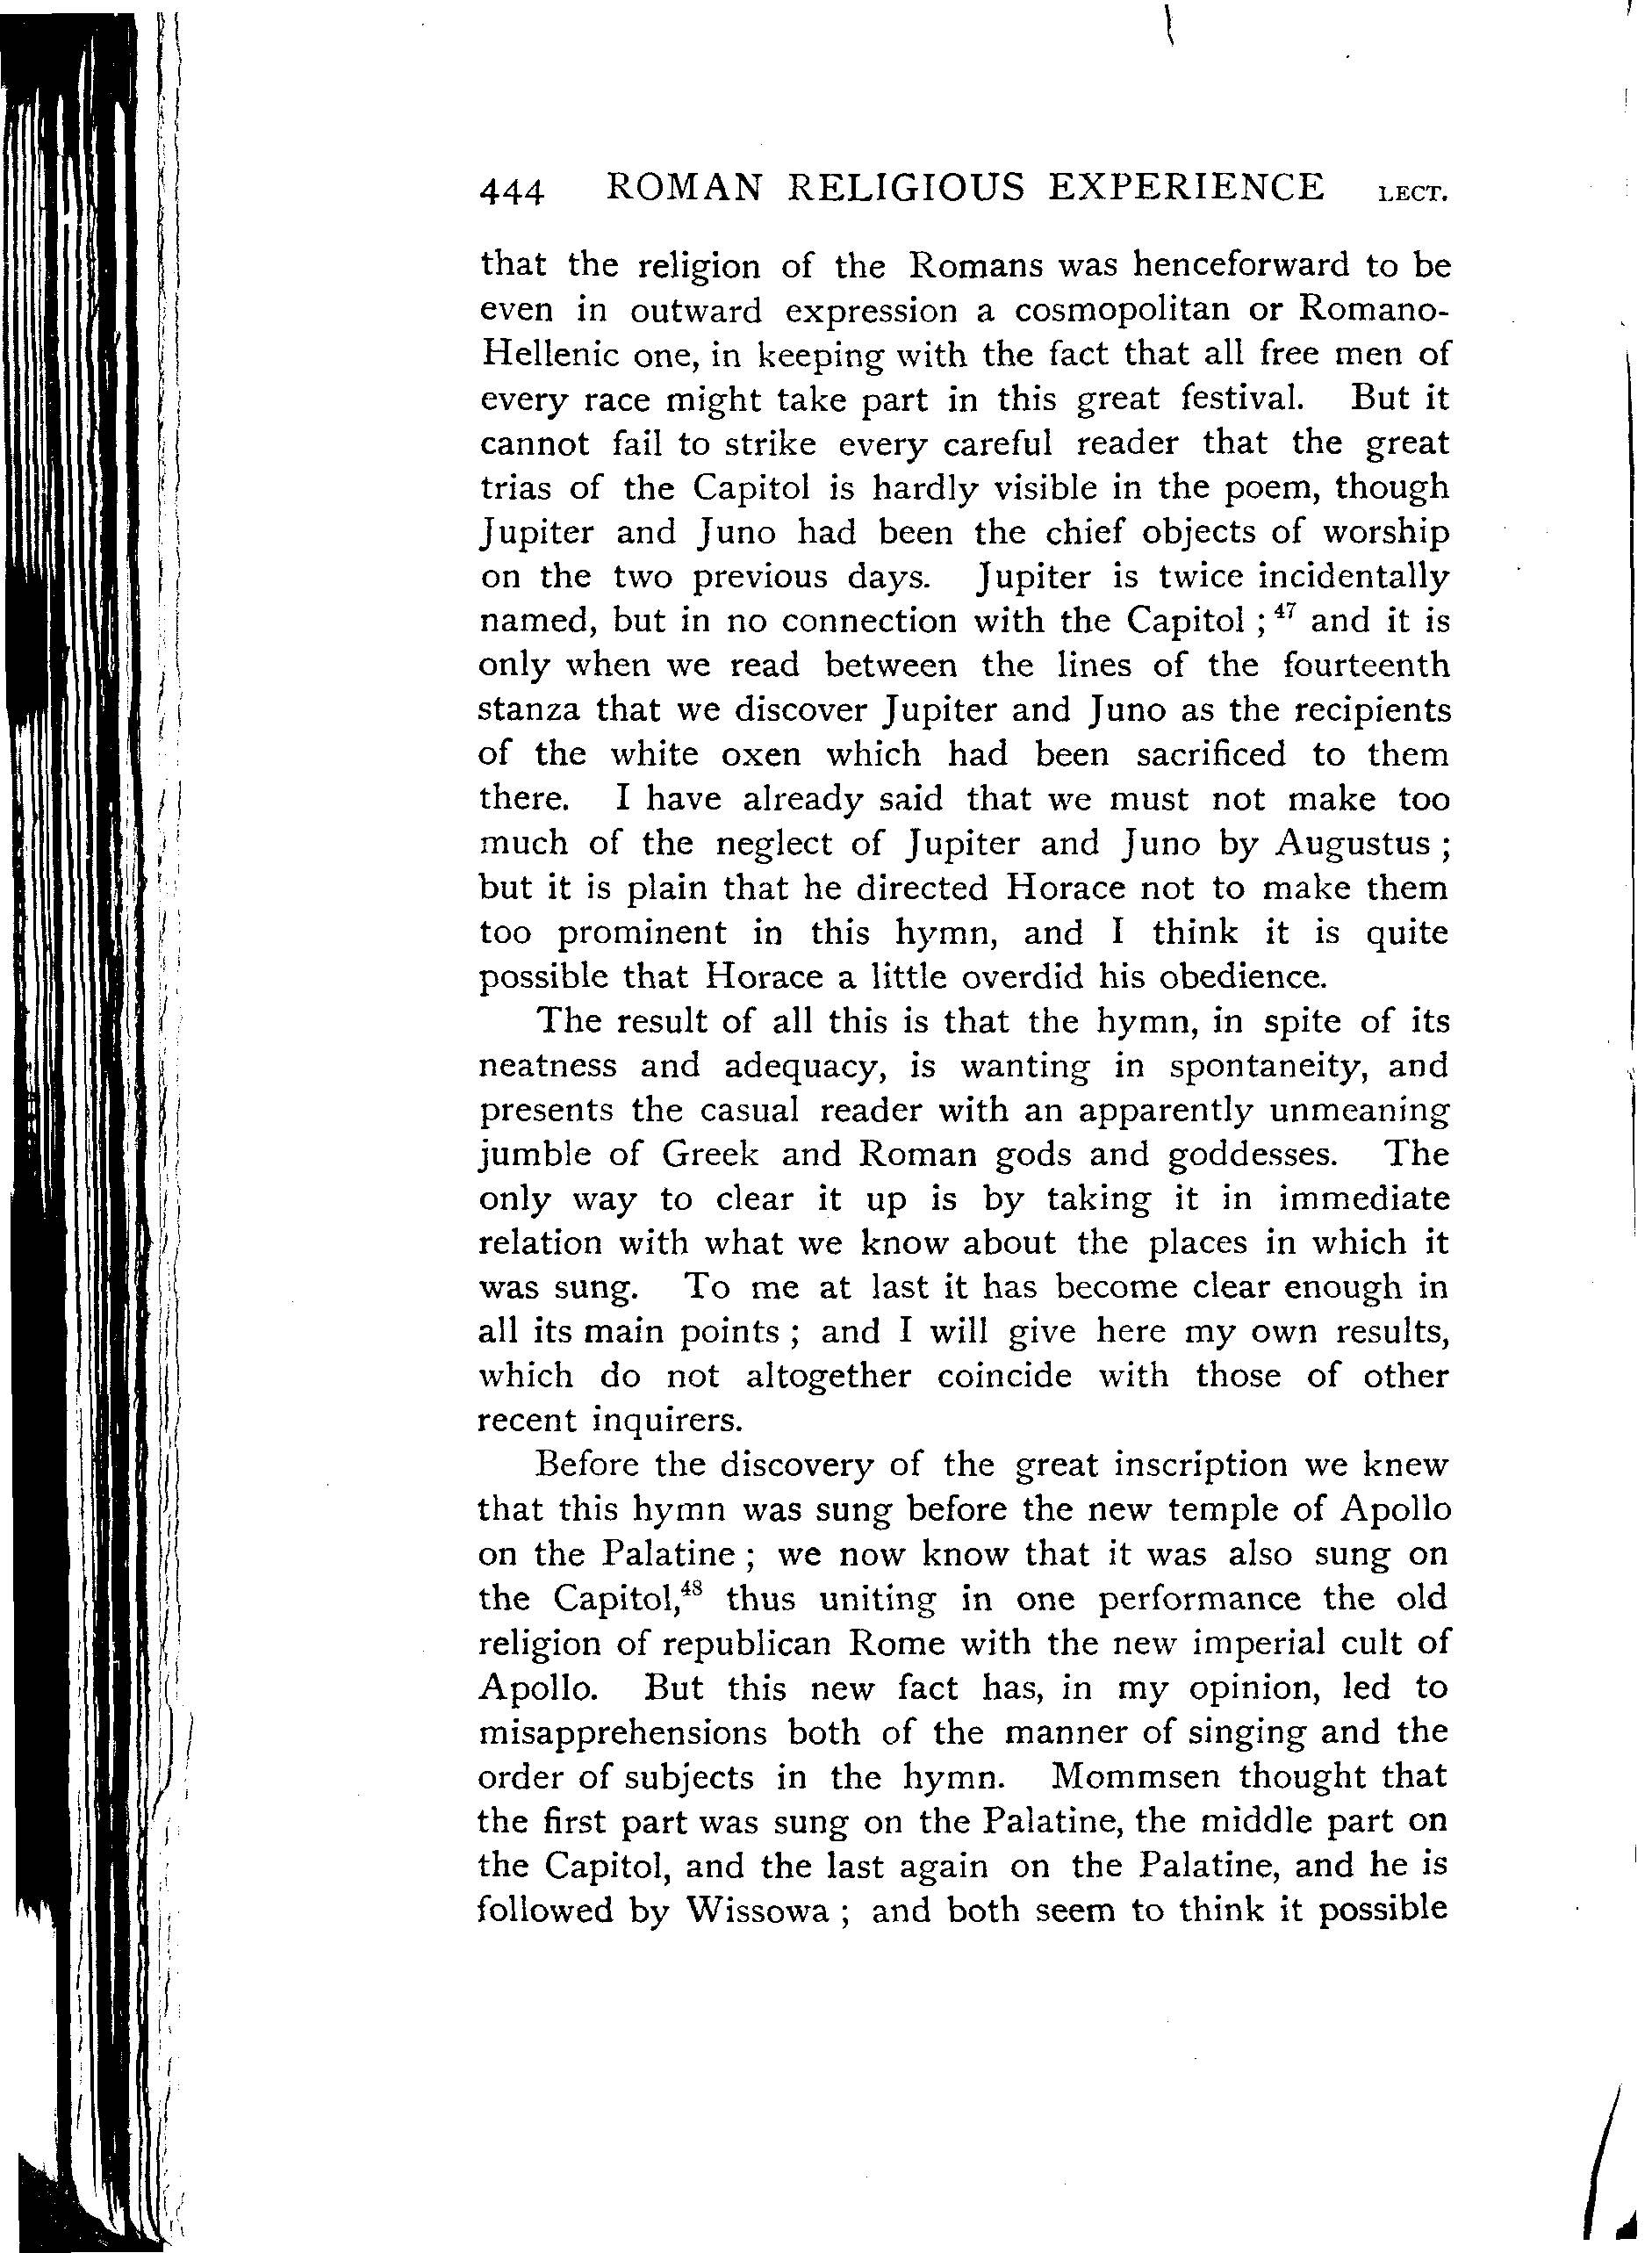 444 ROMAN RELIGIOUS EXPERIENCE LECT.
that the religion of the Romans was henceforward to be
even in outward expression a cosmopolitan or Romano-
Hellenic one, in keeping with the fact that all free men of
every race might take part in this great festival. But it
cannot fail to strike every careful reader that the great
trias of the Capitol is hardly visible in the poem, though
Jupiter and Juno had been the chief objects of worship
on the two previous days. Jupiter is twice incidentally
named, but in no connection with the Capitol ;⁴⁷ and it is
only when we read between the lines of the fourteenth
stanza that we discover Jupiter and Juno as the recipients
of the white oxen which had been sacrificed to them
there. I have already said that we must not make too
much of the neglect of Jupiter and Juno by Augustus ;
but it is plain that he directed Horace not to make them
too prominent in this hymn, and I think it is quite
possible that Horace a little overdid his obedience.
The result of all this is that the hymn, in spite of its
neatness and adequacy, is wanting in spontaneity, and
presents the casual reader with an apparently unmeaning
jumble of Greek and Roman gods and goddesses. The
only way to clear it up is by taking it in immediate
relation with what we know about the places in which it
was sung. To me at last it has become clear enough in
all its main points ; and I will give here my own results,
which do not altogether coincide with those of other
recent inquirers.
Before the discovery of the great inscription we knew
that this hymn was sung before the new temple of Apollo
on the Palatine ; we now know that it was also sung on
the Capitol,⁴⁸ thus uniting in one performance the old
religion of republican Rome with the new imperial cult of
Apollo. But this new fact has, in my opinion, led to
misapprehensions both of the manner of singing and the
order of subjects in the hymn. Mommsen thought that
the first part was sung on the Palatine, the middle part on
the Capitol, and the last again on the Palatine, and he is
followed by Wissowa ; and both seem to think it possible